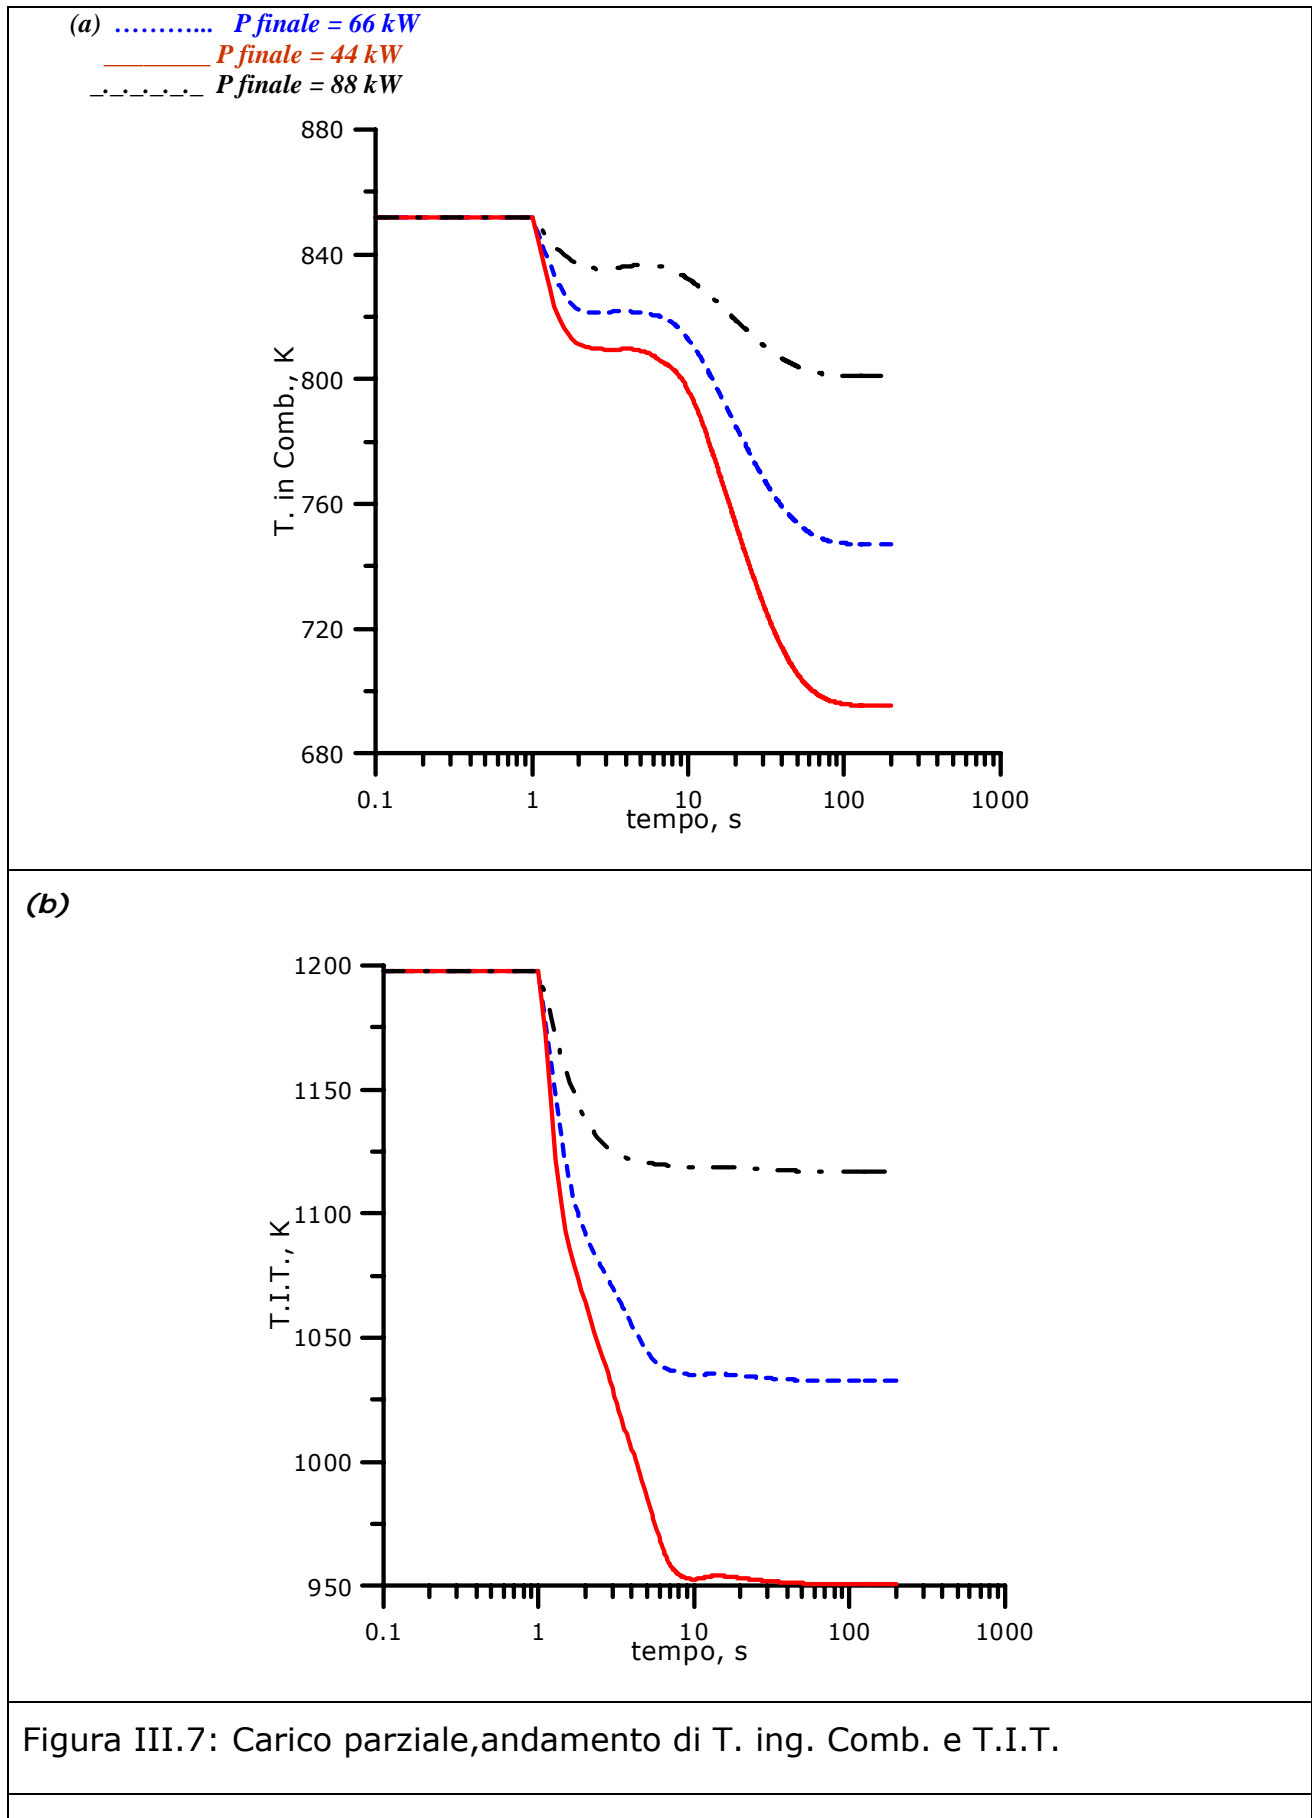 (a) ………... P finale = 66 kW
________ P finale = 44 kW
_._._._._._ P finale = 88 kW
880
840
800
760
720
680
T. in Comb., K
0.1 1 10 100 1000
tempo, s
(b)
1200
1150
1100
1050
1000
950
T.I.T., K
0.1 1 10 100 1000
tempo, s
Figura III.7: Carico parziale,andamento di T. ing. Comb. e T.I.T.